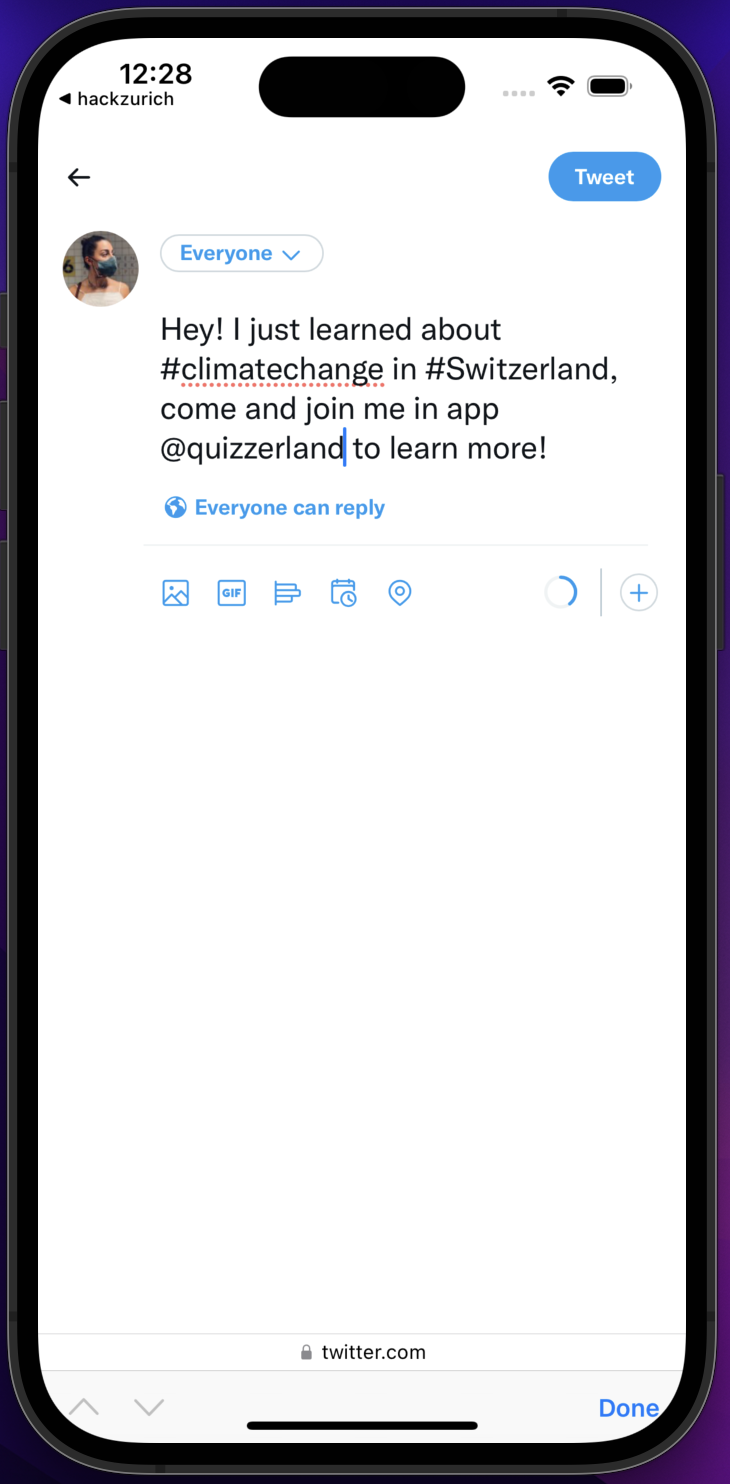 12:28
◀ hackzurich
Tweet
Everyone
Hey! I just learned about
#climatechange in #Switzerland,
come and join me in app
@quizzerland to learn more!
Everyone can reply
GIF
twitter.com
Done